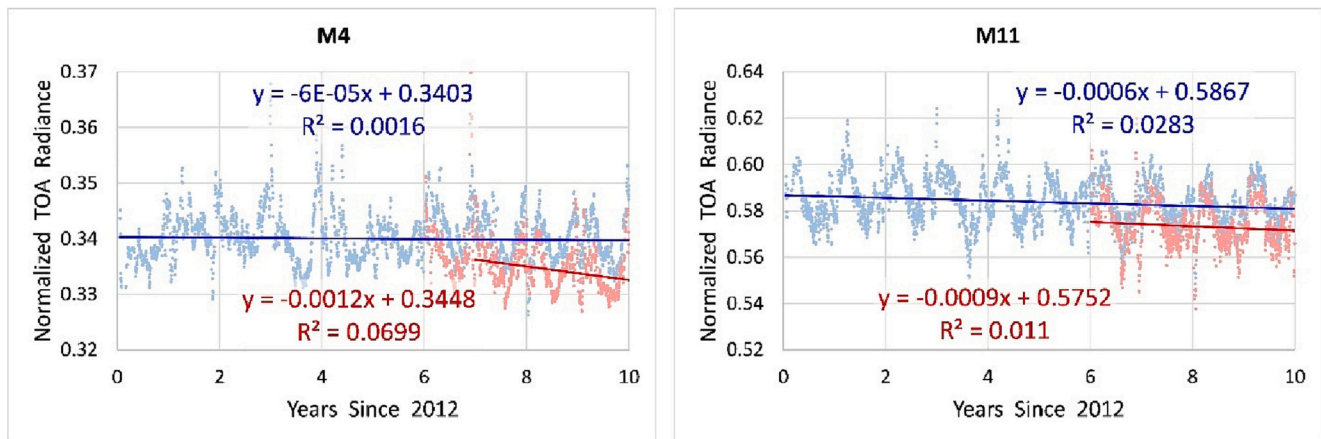 M4
Normalized TOA Radiance
0.37
0.36
0.35
0.34
0.33
0.32
y = -6E-05x + 0.3403
R² = 0.0016
y = -0.0012x + 0.3448
R² = 0.0699
0 2 4 6 8 10
Years Since 2012
M11
Normalized TOA Radiance
0.64
0.62
0.60
0.58
0.56
0.54
0.52
y = -0.0006x + 0.5867
R² = 0.0283
y = -0.0009x + 0.5752
R² = 0.011
0 2 4 6 8 10
Years Since 2012